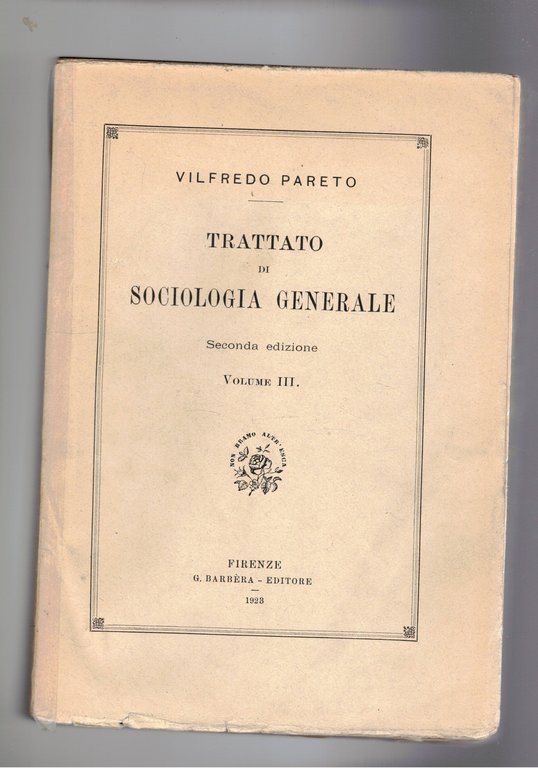 VILFREDO PARETO
TRATTATO
DI
SOCIOLOGIA GENERALE
Seconda edizione
VOLUME III.
NON BRAMO ALTR'ESCA
FIRENZE
G. BARBÈRA - EDITORE
1923